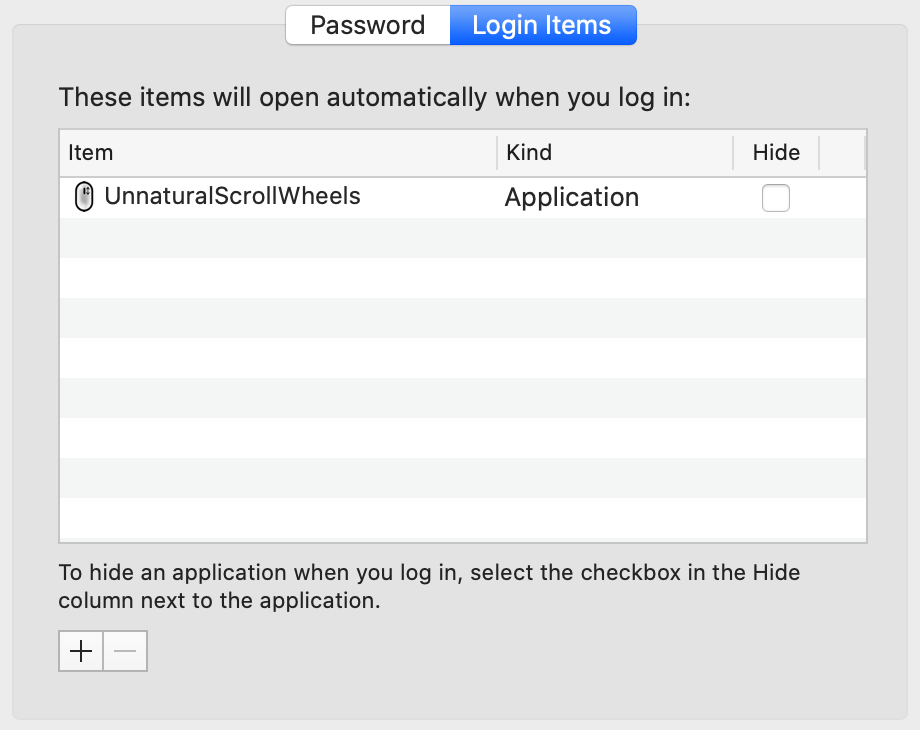 Password Login Items
These items will open automatically when you log in:
Item Kind Hide
UnnaturalScrollWheels Application
To hide an application when you log in, select the checkbox in the Hide
column next to the application.